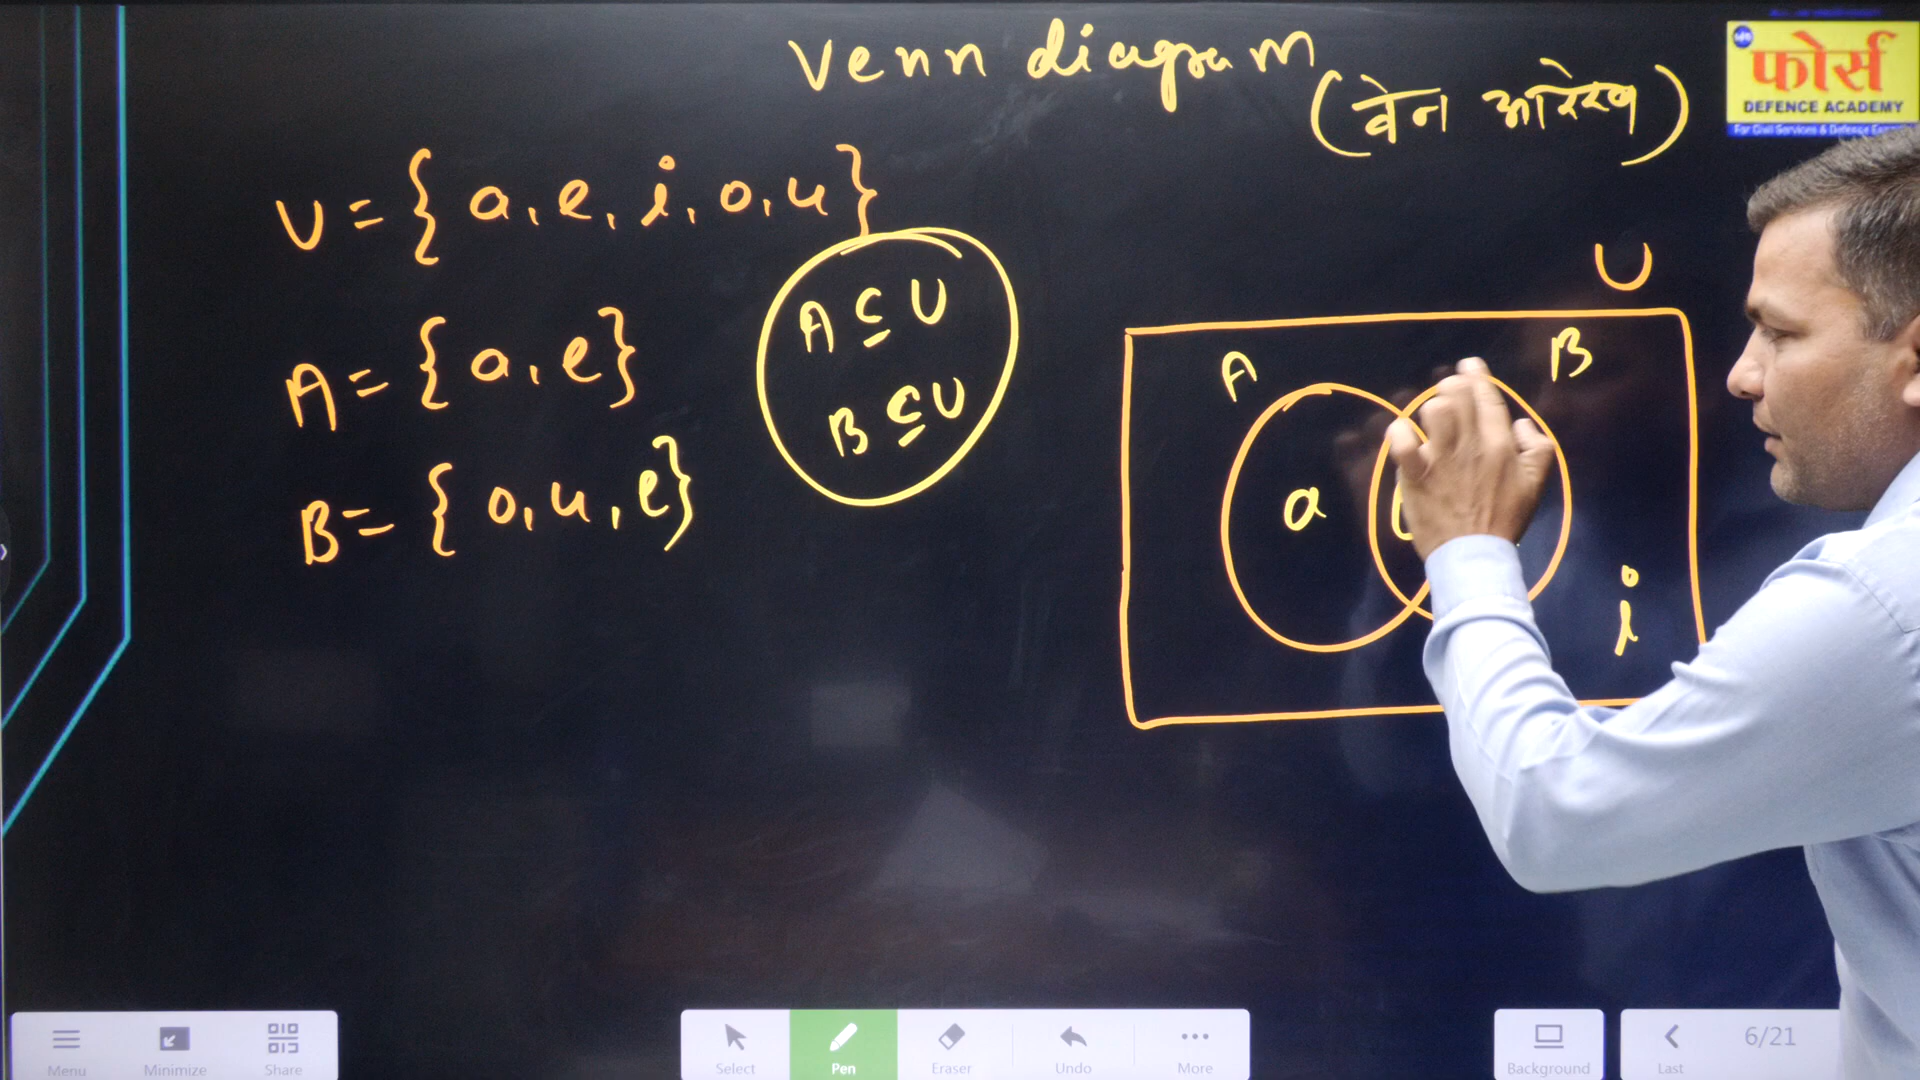 venn diagram
(वेन आरेख)
फोर्स
DEFENCE ACADEMY
U = { a, e, i, o, u }
A = { a, e }
B = { o, u, e }
A ⊆ U
B ⊆ U
U
A
B
a
i
Menu
Minimize
Share
Select
Pen
Eraser
Undo
More
Background
Last
6/21